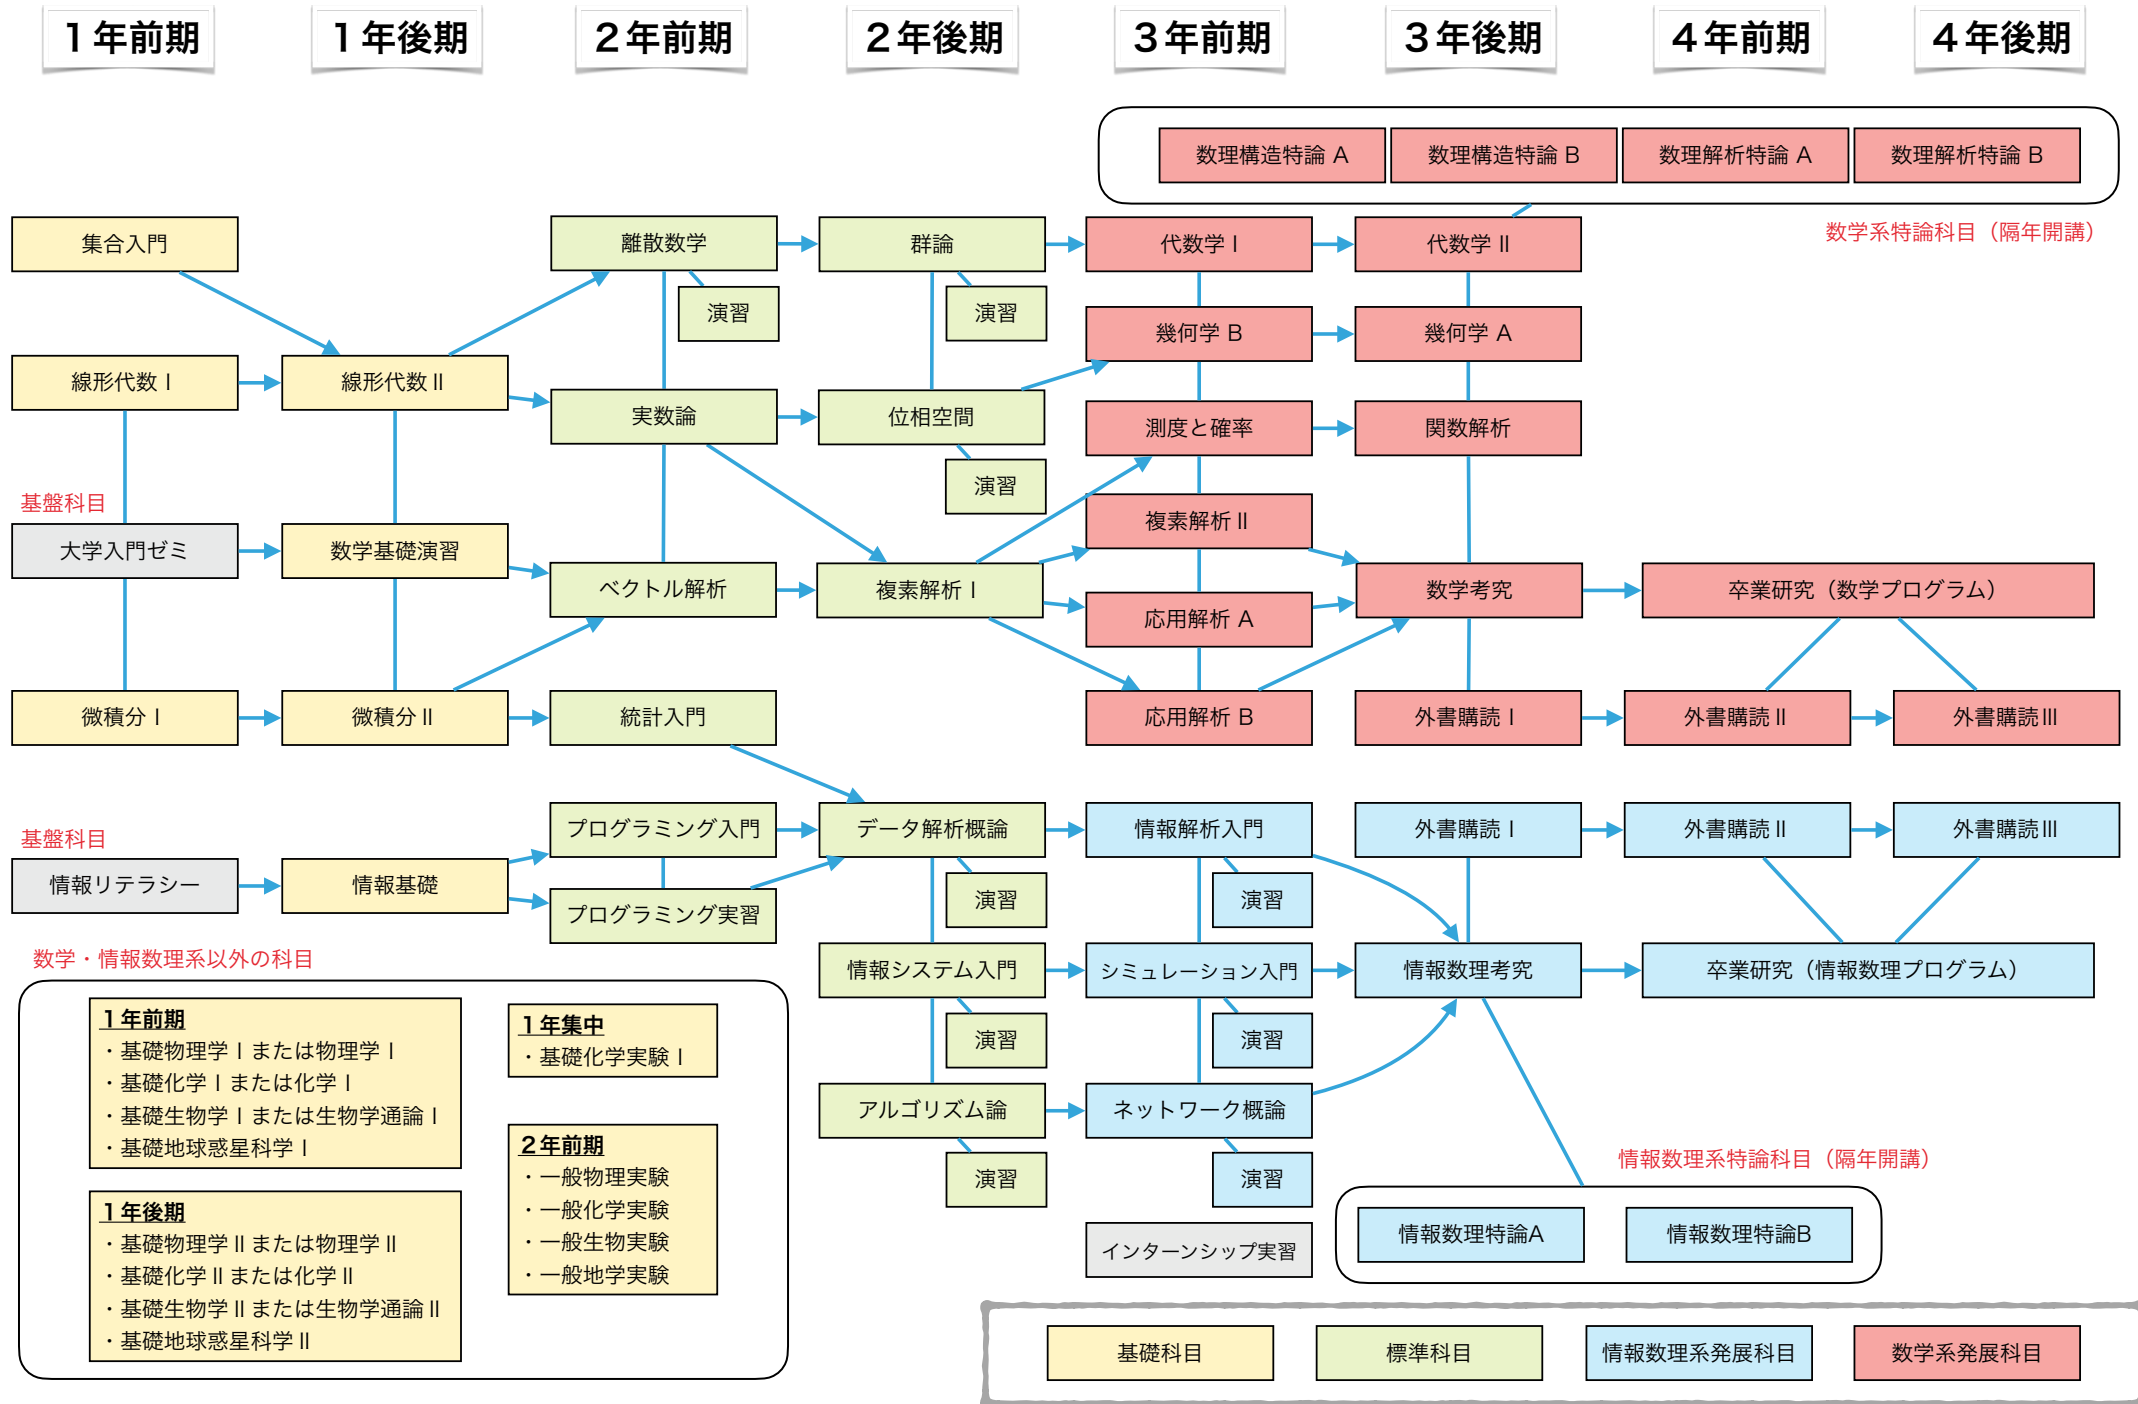 １年前期
１年後期
２年前期
２年後期
３年前期
３年後期
４年前期
４年後期
数理構造特論 A
数理構造特論 B
数理解析特論 A
数理解析特論 B
数学系特論科目（隔年開講）
集合入門
離散数学
群論
代数学 I
代数学 II
演習
演習
幾何学 B
幾何学 A
線形代数 I
線形代数 II
実数論
位相空間
測度と確率
関数解析
演習
基盤科目
大学入門ゼミ
数学基礎演習
ベクトル解析
複素解析 I
複素解析 II
応用解析 A
数学考究
卒業研究（数学プログラム）
微積分 I
微積分 II
統計入門
応用解析 B
外書購読 I
外書購読 II
外書購読 III
基盤科目
情報リテラシー
情報基礎
プログラミング入門
プログラミング実習
データ解析概論
演習
情報解析入門
演習
外書購読 I
外書購読 II
外書購読 III
情報システム入門
演習
シミュレーション入門
演習
情報数理考究
卒業研究（情報数理プログラム）
アルゴリズム論
演習
ネットワーク概論
演習
インターンシップ実習
情報数理系特論科目（隔年開講）
情報数理特論A
情報数理特論B
数学・情報数理系以外の科目
１年前期
・基礎物理学 I または物理学 I
・基礎化学 I または化学 I
・基礎生物学 I または生物学通論 I
・基礎地球惑星科学 I
１年後期
・基礎物理学 II または物理学 II
・基礎化学 II または化学 II
・基礎生物学 II または生物学通論 II
・基礎地球惑星科学 II
１年集中
・基礎化学実験 I
２年前期
・一般物理実験
・一般化学実験
・一般生物実験
・一般地学実験
基礎科目
標準科目
情報数理系発展科目
数学系発展科目